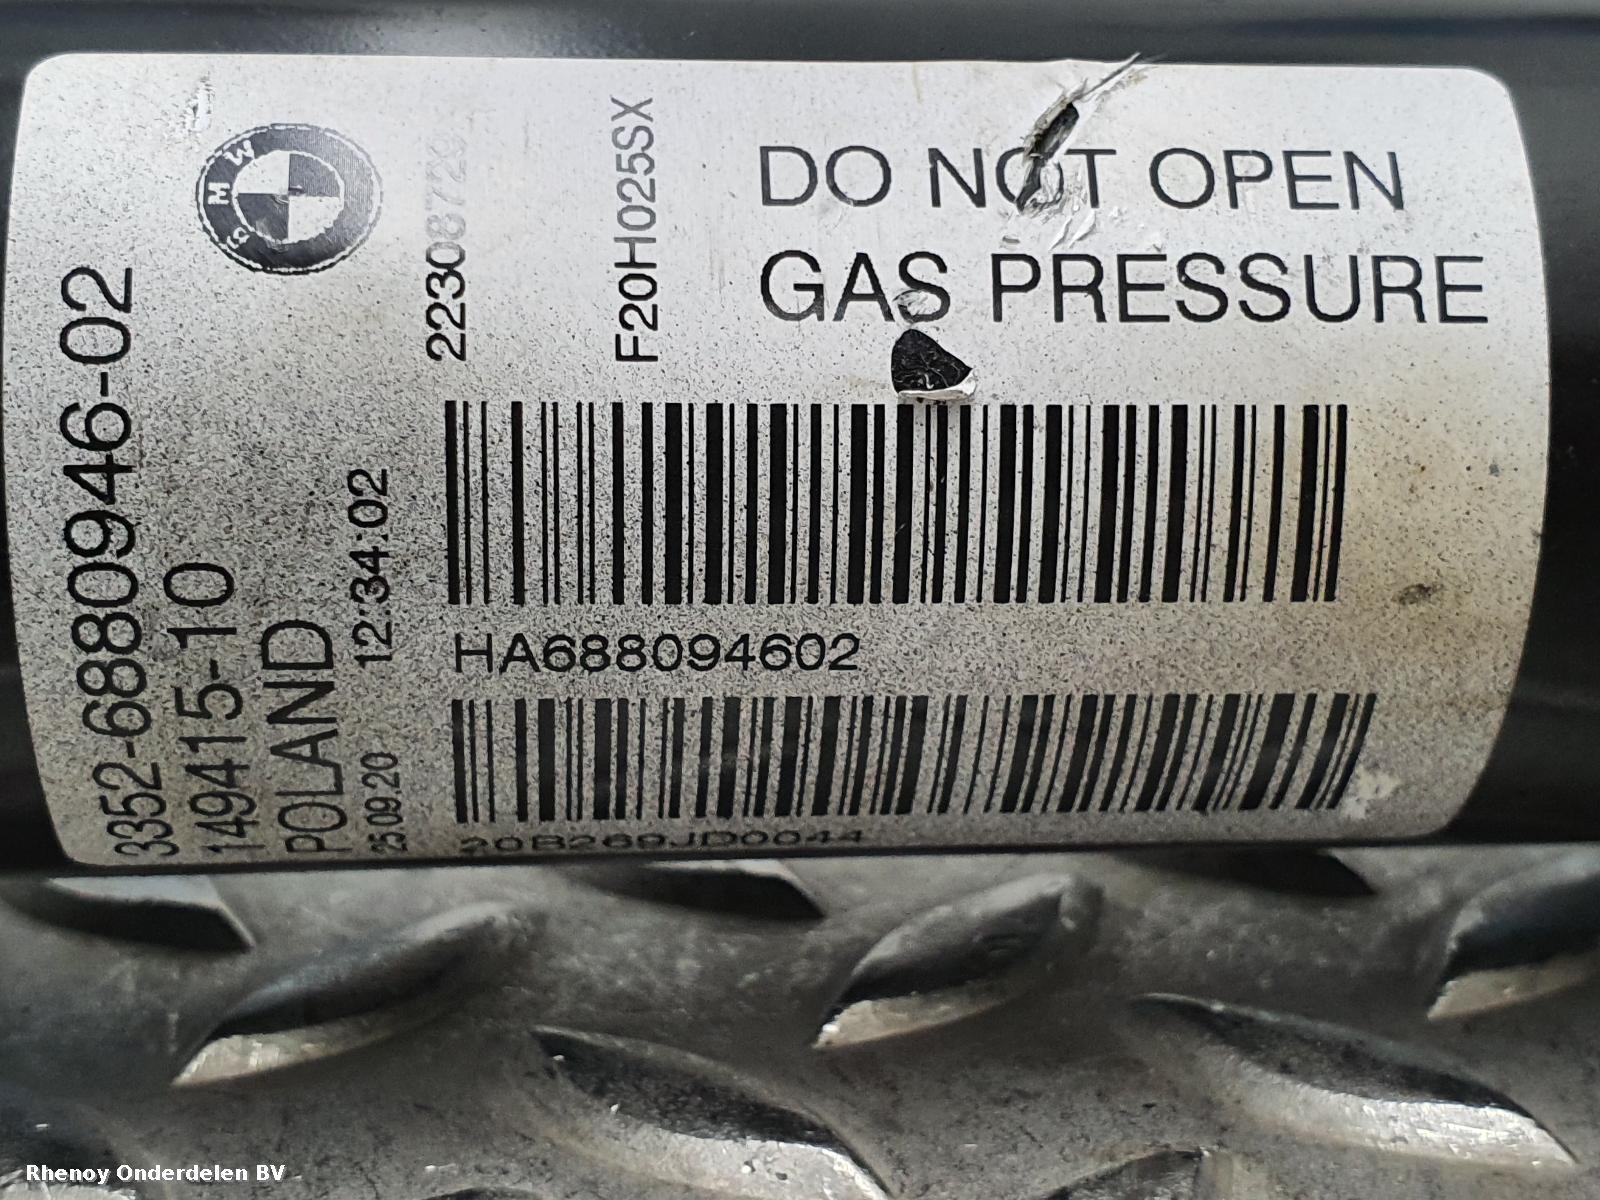 3352-6880946-02
149415-10
POLAND
25.09.20 12:34:02
BMW
22308729
F20H025SX
DO NOT OPEN
GAS PRESSURE
HA688094602
20B269JD0044
Rhenoy Onderdelen BV